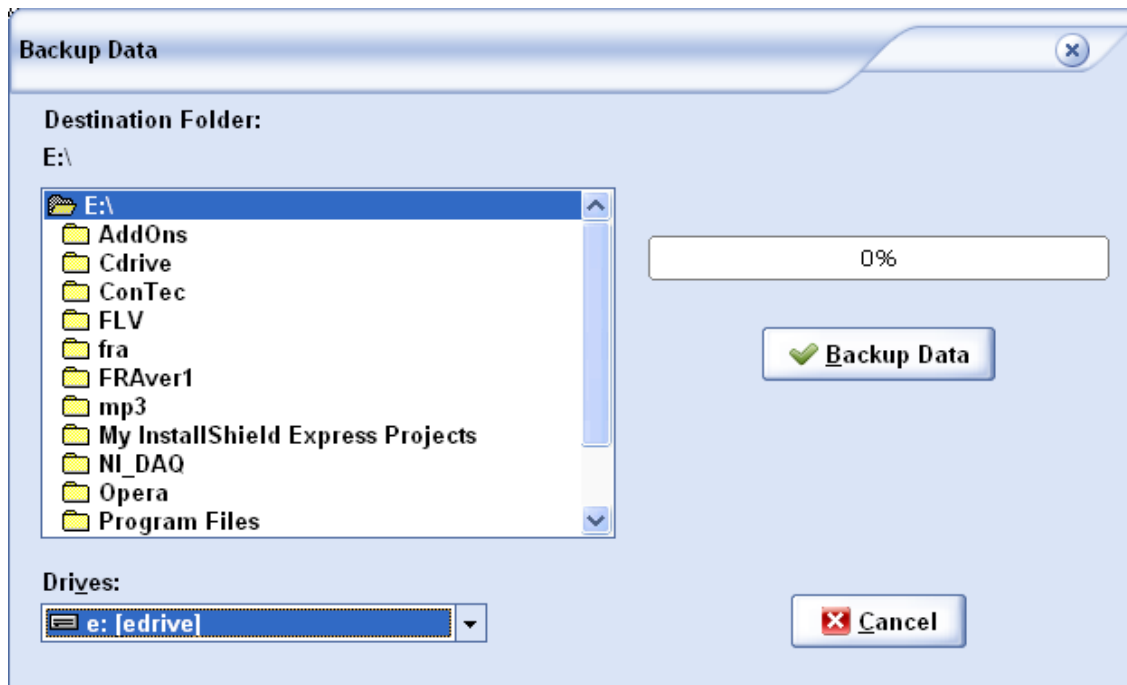 Backup Data
Destination Folder:
E:\
E:\
AddOns
Cdrive
ConTec
FLV
fra
FRAver1
mp3
My InstallShield Express Projects
NI_DAQ
Opera
Program Files
0%
Backup Data
Drives:
e: [edrive]
Cancel